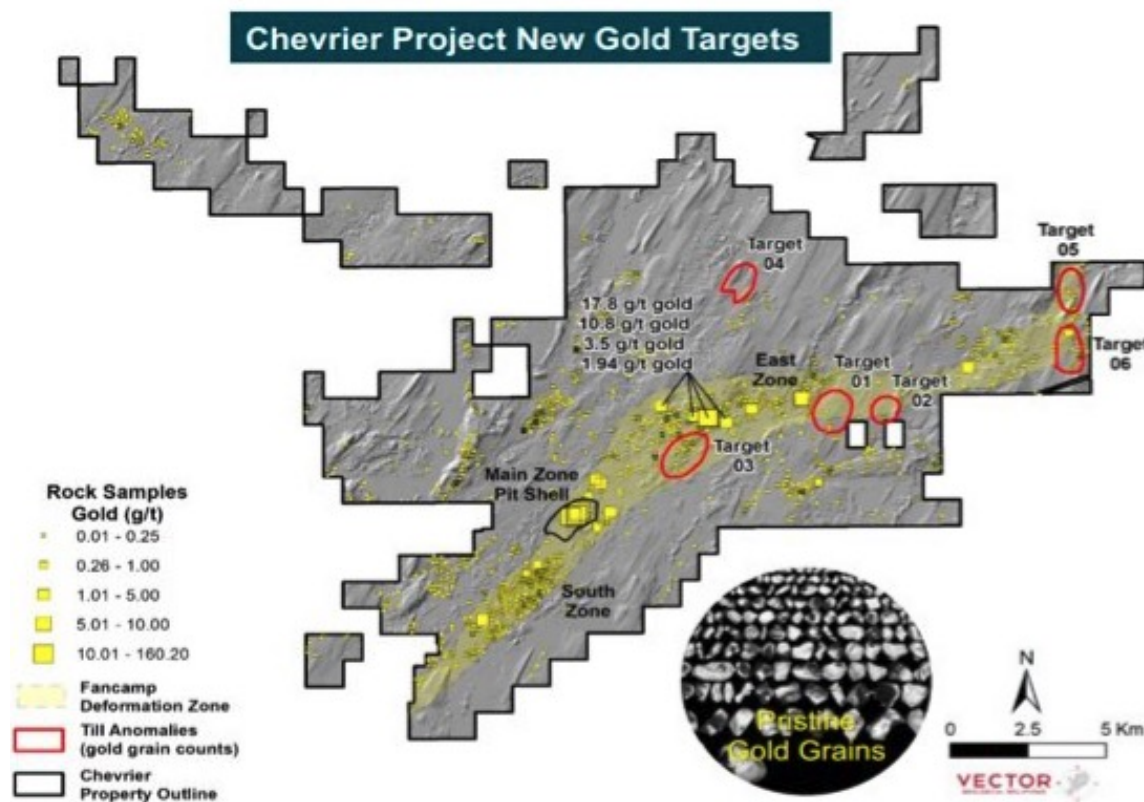 Chevrier Project New Gold Targets
Target
05
Target
04
17.8 g/t gold
10.8 g/t gold
3.5 g/t gold
1.94 g/t gold
Target
06
East
Zone
Target
01
Target
02
Target
03
Main Zone
Pit Shell
South
Zone
Rock Samples
Gold (g/t)
0.01 - 0.25
0.26 - 1.00
1.01 - 5.00
5.01 - 10.00
10.01 - 160.20
Fancamp
Deformation Zone
Till Anomalies
(gold grain counts)
Chevrier
Property Outline
Pristine
Gold Grains
N
0 2.5 5 Km
VECTOR